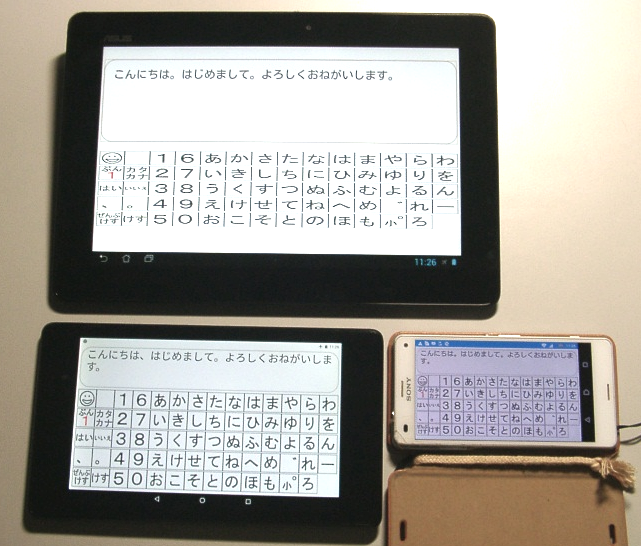 ASUS
こんにちは。はじめまして。よろしくおねがいします。
1 6 あ か さ た な は ま や ら わ
ぶん 1 カタカナ 2 7 い き し ち に ひ み ゆ り を
はい いいえ 3 8 う く す つ ぬ ふ む よ る ん
、 。 4 9 え け せ て ね へ め ゛ れ ー
ぜんぶけす けす 5 0 お こ そ と の ほ も 小゜ ろ
11:26
こんにちは、はじめまして。よろしくおねがいしま
す。
1 6 あ か さ た な は ま や ら わ
ぶん 1 カタカナ 2 7 い き し ち に ひ み ゆ り を
はい いいえ 3 8 う く す つ ぬ ふ む よ る ん
、 。 4 9 え け せ て ね へ め ゛ れ ー
ぜんぶけす けす 5 0 お こ そ と の ほ も 小゜ ろ
SONY
こんにちは。はじめまして。よろしくおねがいしま
す。
1 6 あ か さ た な は ま や ら わ
ぶん 1 カタカナ 2 7 い き し ち に ひ み ゆ り を
はい いいえ 3 8 う く す つ ぬ ふ む よ る ん
、 。 4 9 え け せ て ね へ め ゛ れ ー
ぜんぶけす けす 5 0 お こ そ と の ほ も 小゜ ろ